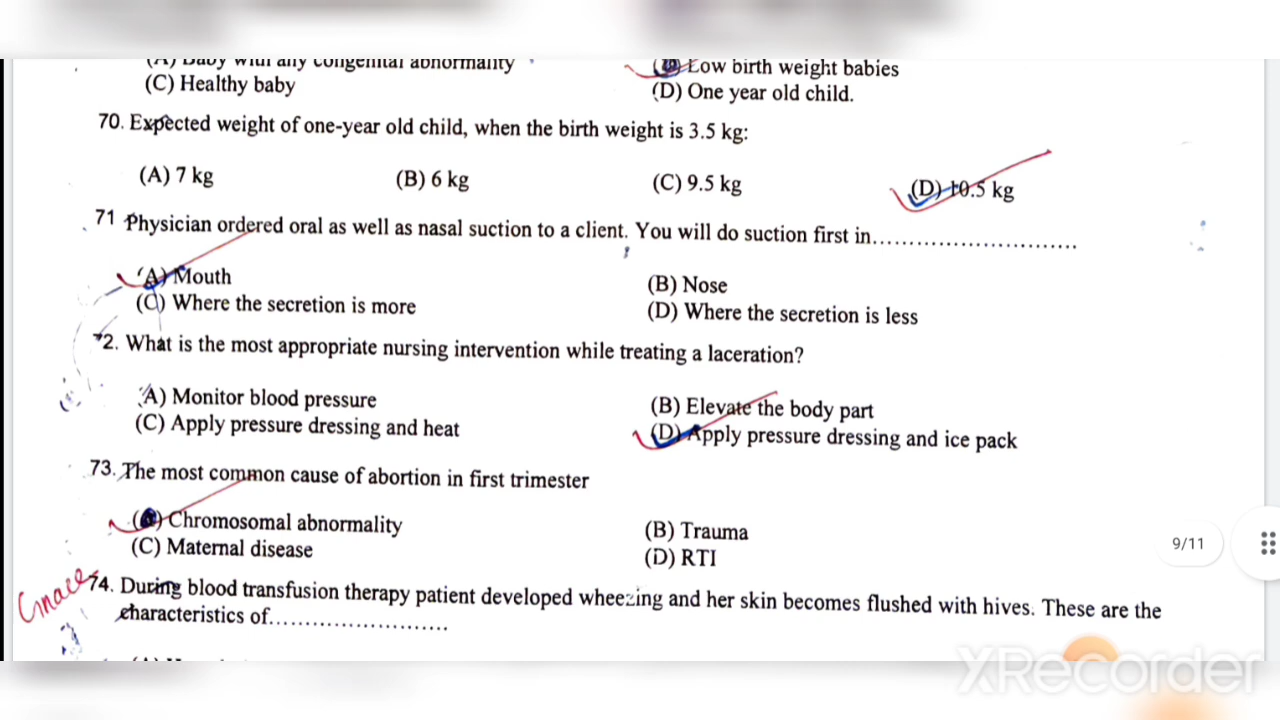 (A) Baby with any congenital abnormality
Low birth weight babies
(C) Healthy baby
(D) One year old child.
70. Expected weight of one-year old child, when the birth weight is 3.5 kg:
(A) 7 kg (B) 6 kg (C) 9.5 kg (D) 10.5 kg
71 Physician ordered oral as well as nasal suction to a client. You will do suction first in..............................
(A) Mouth (B) Nose
(C) Where the secretion is more (D) Where the secretion is less
72. What is the most appropriate nursing intervention while treating a laceration?
(A) Monitor blood pressure (B) Elevate the body part
(C) Apply pressure dressing and heat (D) Apply pressure dressing and ice pack
73. The most common cause of abortion in first trimester
Chromosomal abnormality (B) Trauma
(C) Maternal disease (D) RTI
74. During blood transfusion therapy patient developed wheezing and her skin becomes flushed with hives. These are the
characteristics of..........................
9/11
XRecorder